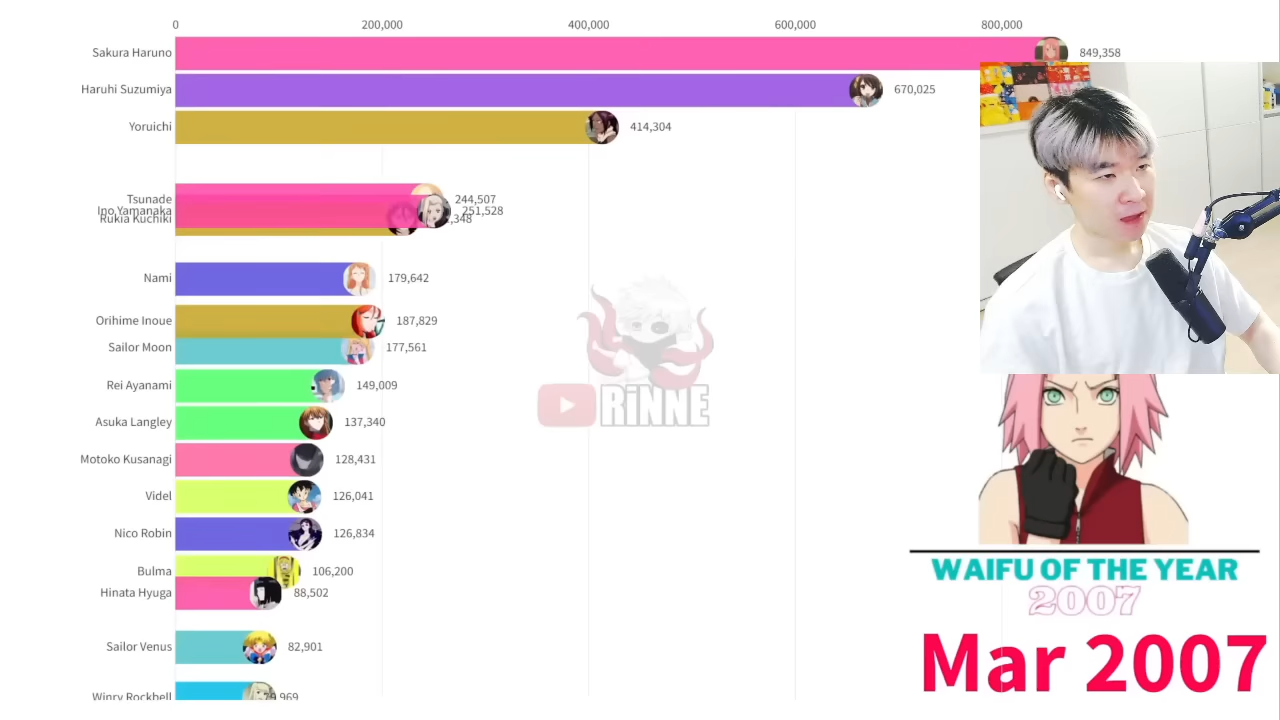 0 200,000 400,000 600,000 800,000
Sakura Haruno 849,358
Haruhi Suzumiya 670,025
Yoruichi 414,304
Tsunade 244,507
Ino Yamanaka 251,528
Rukia Kuchiki
Nami 179,642
Orihime Inoue 187,829
Sailor Moon 177,561
Rei Ayanami 149,009
Asuka Langley 137,340
Motoko Kusanagi 128,431
Videl 126,041
Nico Robin 126,834
Bulma 106,200
Hinata Hyuga 88,502
Sailor Venus 82,901
Winry Rockbell 79,969
RiNNE
WAIFU OF THE YEAR
2007
Mar 2007